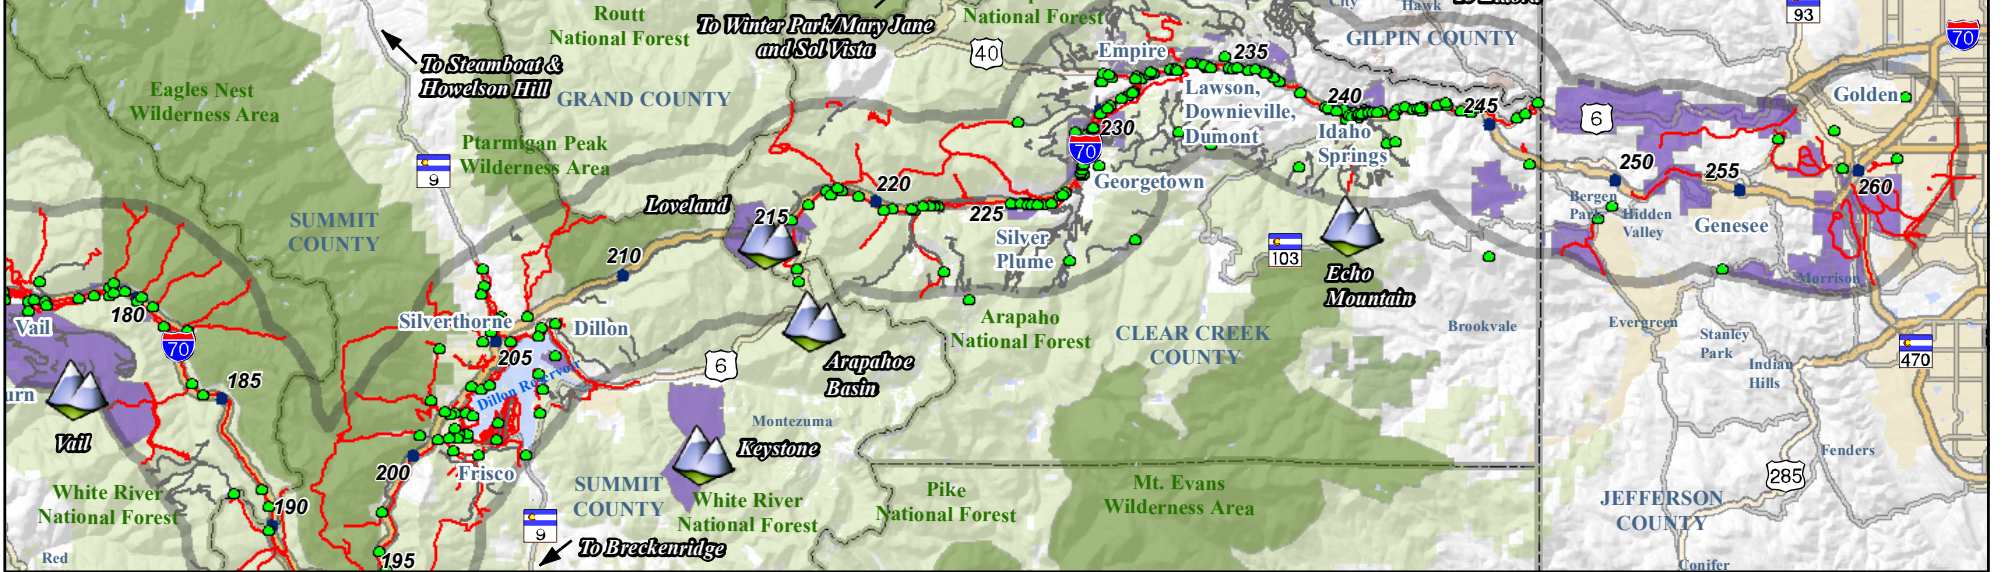 To Winter Park/Mary Jane
and Sol Vista
National Forest
City
Hawk
93
70
Routt
National Forest
40
Empire
235
GILPIN COUNTY
To Steamboat &
Howelson Hill
Eagles Nest
Wilderness Area
GRAND COUNTY
Lawson,
Downieville,
Dumont
240
245
6
Golden
230
70
Idaho
Springs
Ptarmigan Peak
Wilderness Area
9
250
255
260
Georgetown
220
Loveland
215
225
Bergen
Park
Hidden
Valley
Genesee
SUMMIT
COUNTY
Silver
Plume
210
103
Echo
Mountain
Morrison
180
Vail
70
Silverthorne
Dillon
205
Dillon Reservoir
Arapaho
National Forest
CLEAR CREEK
COUNTY
Brookvale
Evergreen
Stanley
Park
Indian
Hills
470
6
Arapahoe
Basin
185
urn
Vail
Montezuma
Keystone
200
Frisco
Fenders
285
White River
National Forest
190
SUMMIT
COUNTY
White River
National Forest
Pike
National Forest
Mt. Evans
Wilderness Area
JEFFERSON
COUNTY
9
To Breckenridge
Red
195
Conifer